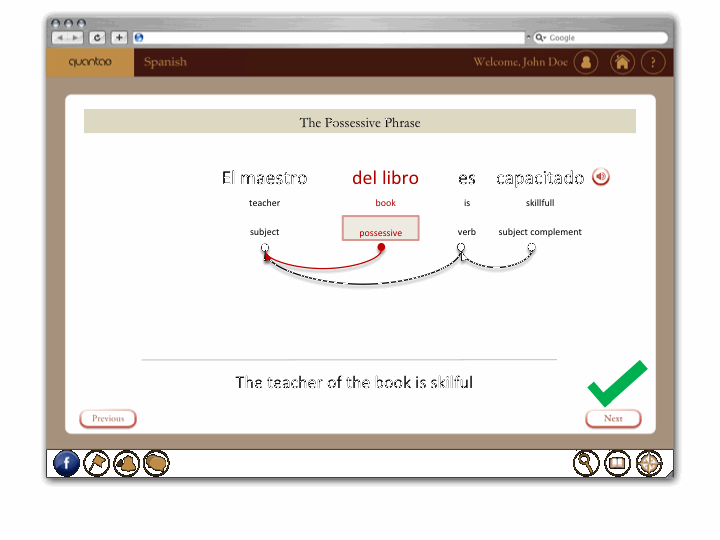 Google
quantao Spanish Welcome, John Doe ?
The Possessive Phrase
El maestro del libro es capacitado
teacher book is skillfull
subject possessive verb subject complement
The teacher of the book is skilful
Previous Next
f